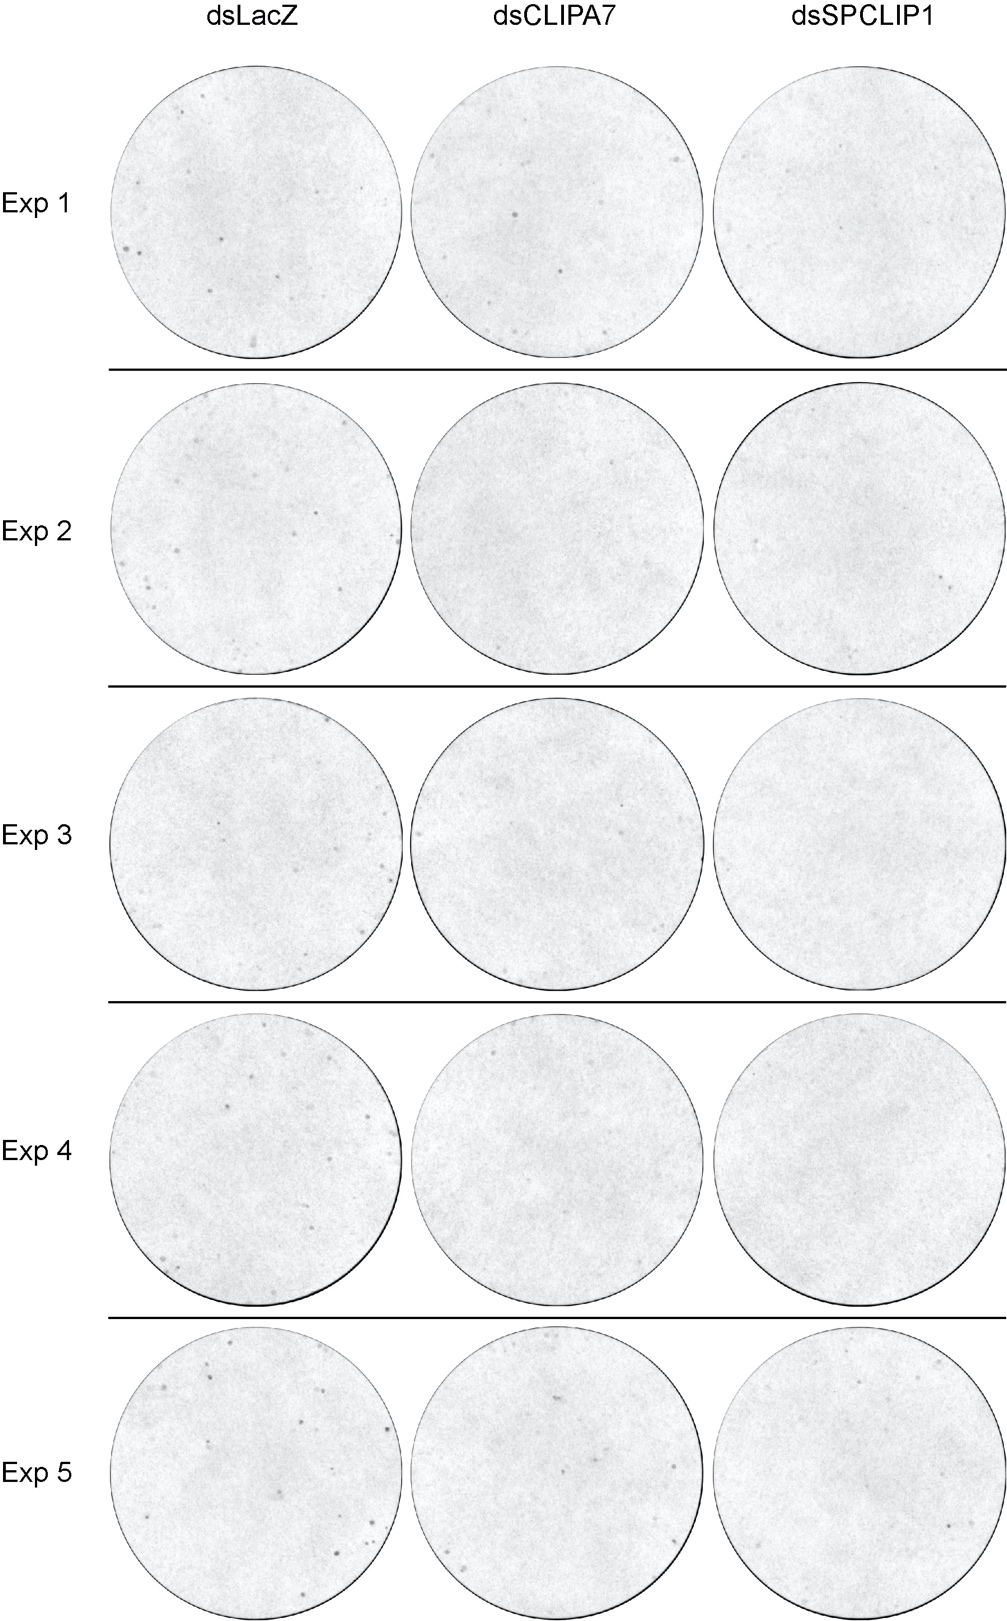 dsLacZ dsCLIPA7 dsSPCLIP1
Exp 1
Exp 2
Exp 3
Exp 4
Exp 5